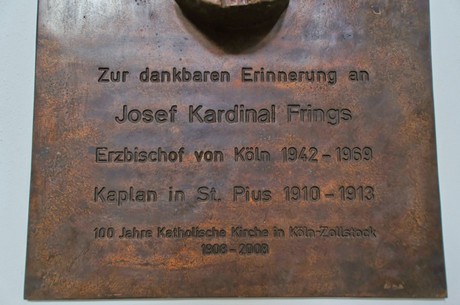 Zur dankbaren Erinnerung an
Josef Kardinal Frings
Erzbischof von Köln 1942 – 1969
Kaplan in St. Pius 1910 – 1913
100 Jahre Katholische Kirche in Köln-Zollstock
1908 – 2008